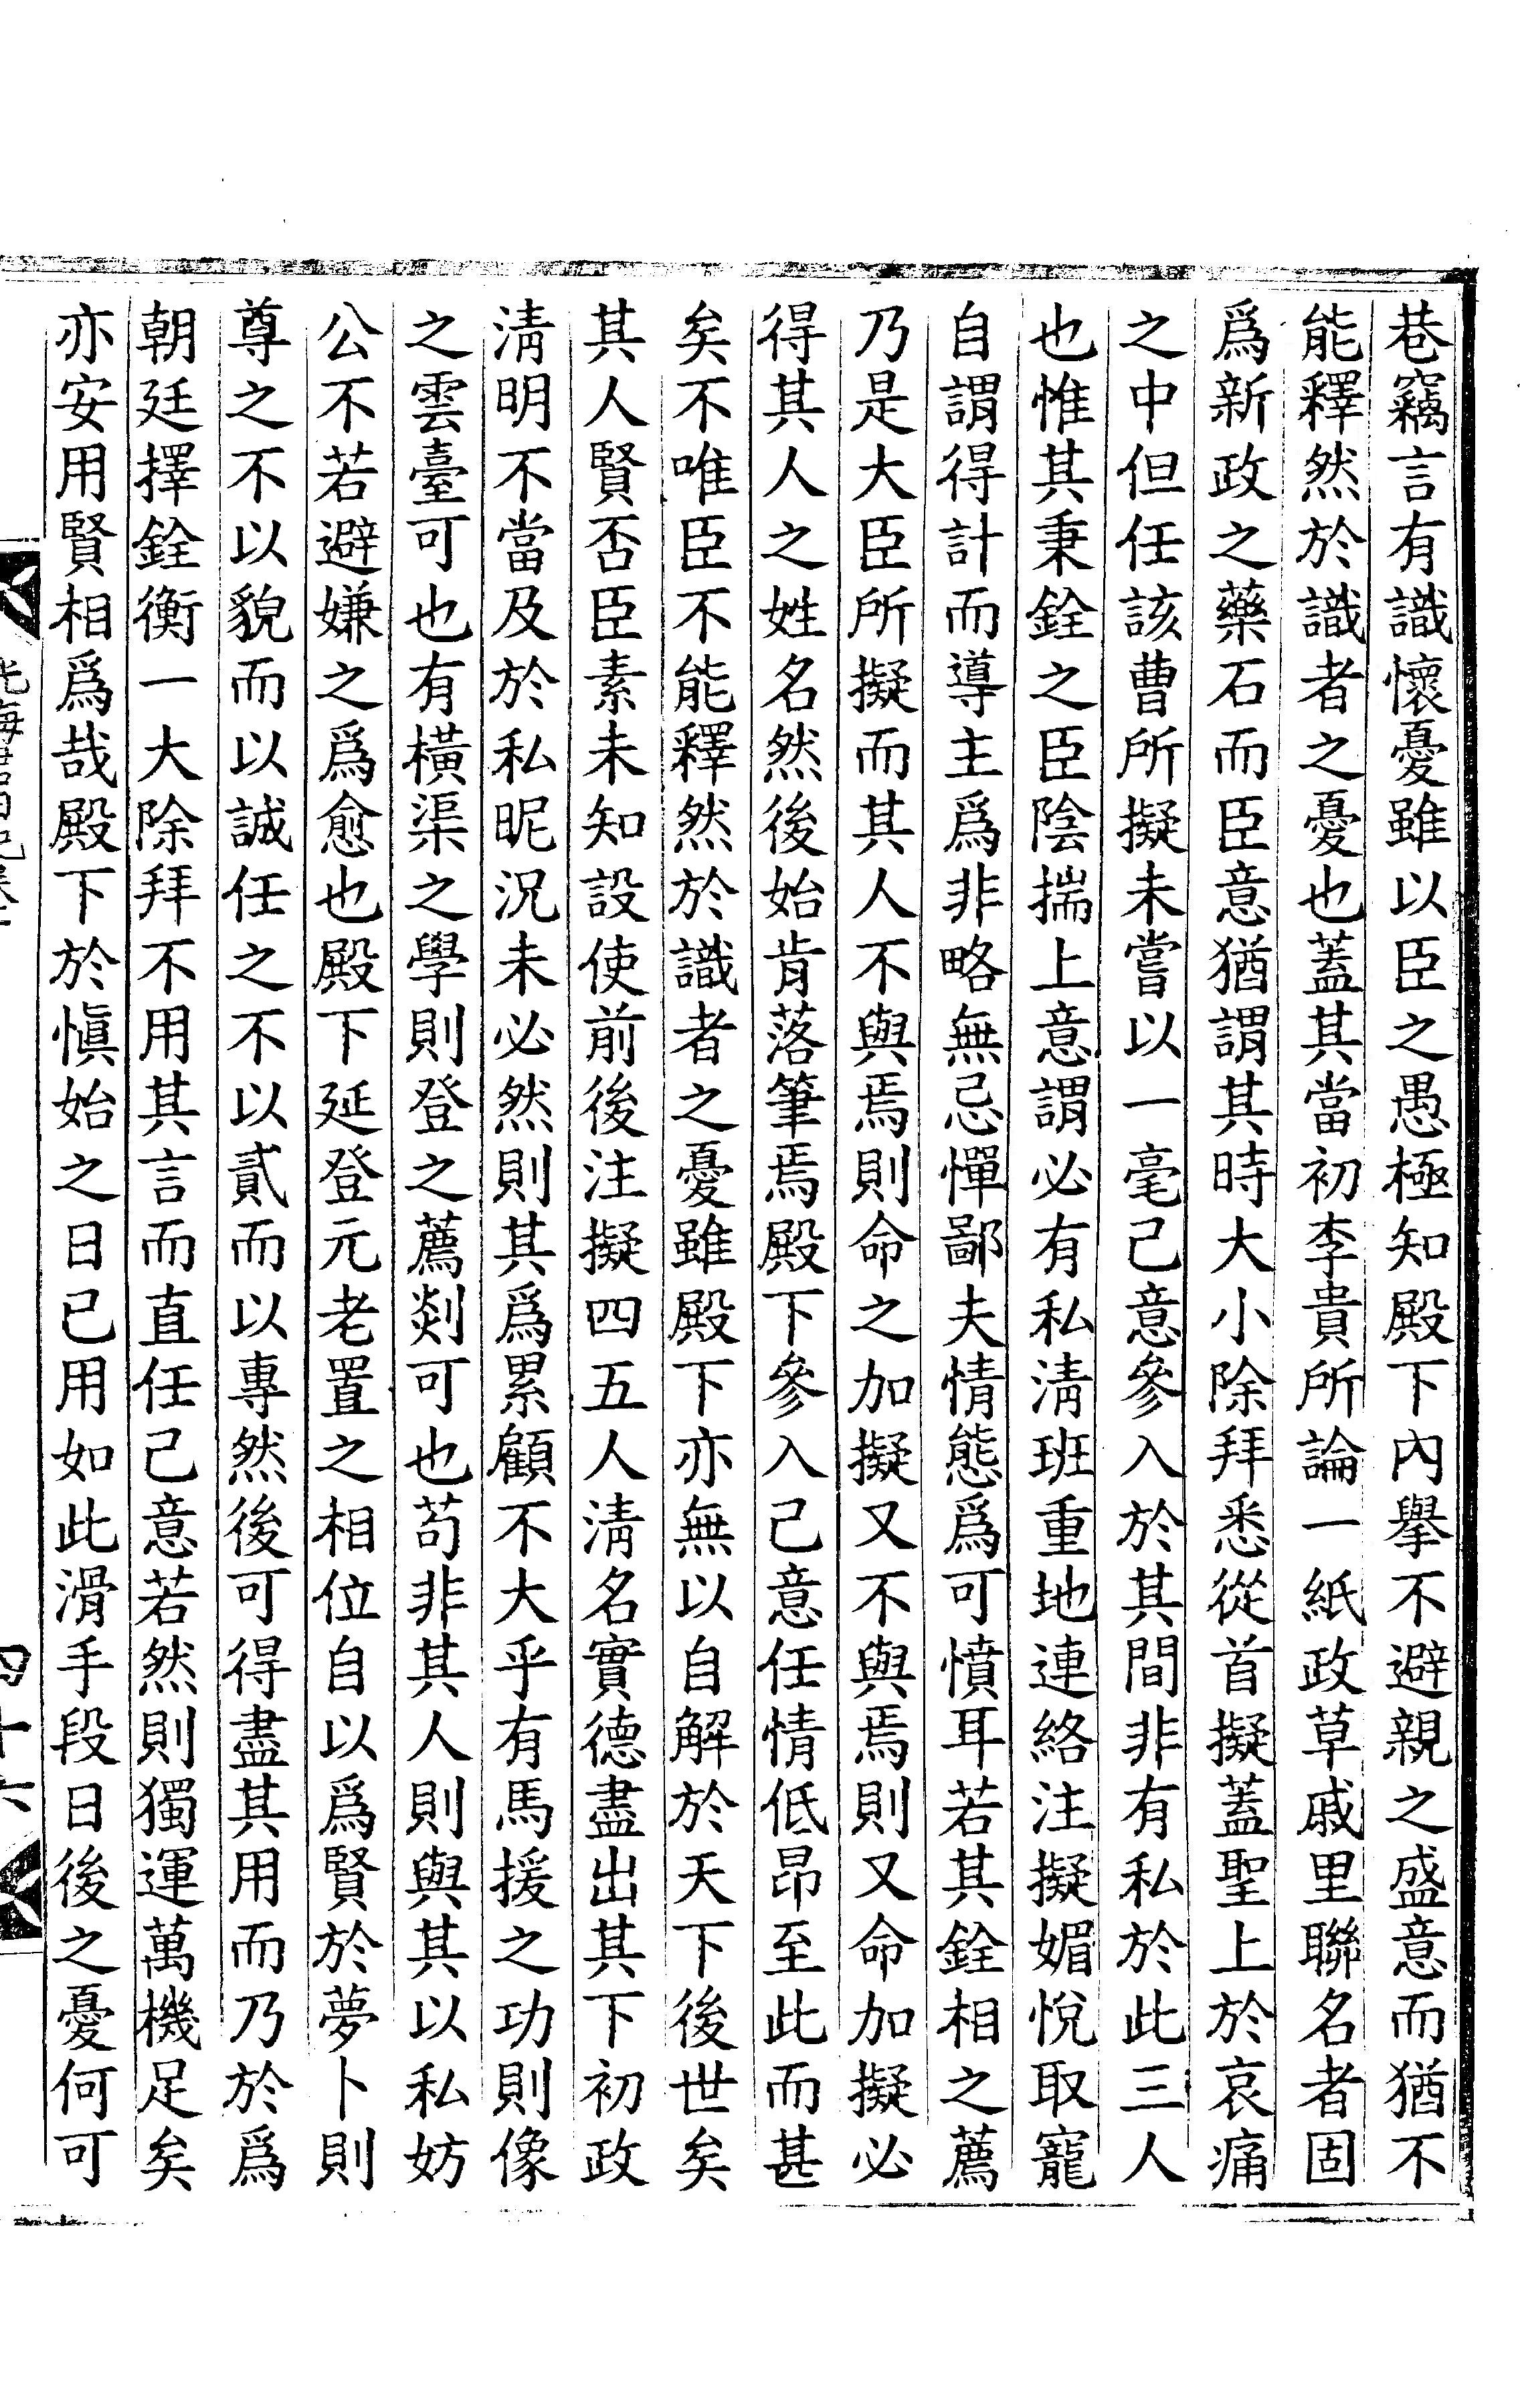 巷竊言有識懷憂雖以臣之愚極知殿下內擧不避親之盛意而猶不
能釋然於識者之憂也蓋其當初李貴所論一紙政草戚里聯名者固
爲新政之藥石而臣意猶謂其時大小除拜悉從首擬蓋聖上於哀痛
之中但任該曹所擬未嘗以一毫己意參入於其間非有私於此三人
也惟其秉銓之臣陰揣上意謂必有私淸班重地連絡注擬媚悅取寵
自謂得計而導主爲非略無忌憚鄙夫情態爲可憤耳若其銓相之薦
乃是大臣所擬而其人不與焉則命之加擬又不與焉則又命加擬必
得其人之姓名然後始肯落筆焉殿下參入己意任情低昂至此而甚
矣不唯臣不能釋然於識者之憂雖殿下亦無以自解於天下後世矣
其人賢否臣素未知設使前後注擬四五人淸名實德盡出其下初政
淸明不當及於私昵況未必然則其爲累顧不大乎有馬援之功則像
之雲臺可也有橫渠之學則登之薦剡可也苟非其人則與其以私妨
公不若避嫌之爲愈也殿下延登元老置之相位自以爲賢於夢卜則
尊之不以貌而以誠任之不以貳而以專然後可得盡其用而乃於爲
朝廷擇銓衡一大除拜不用其言而直任己意若然則獨運萬機足矣
亦安用賢相爲哉殿下於愼始之日已用如此滑手段日後之憂何可